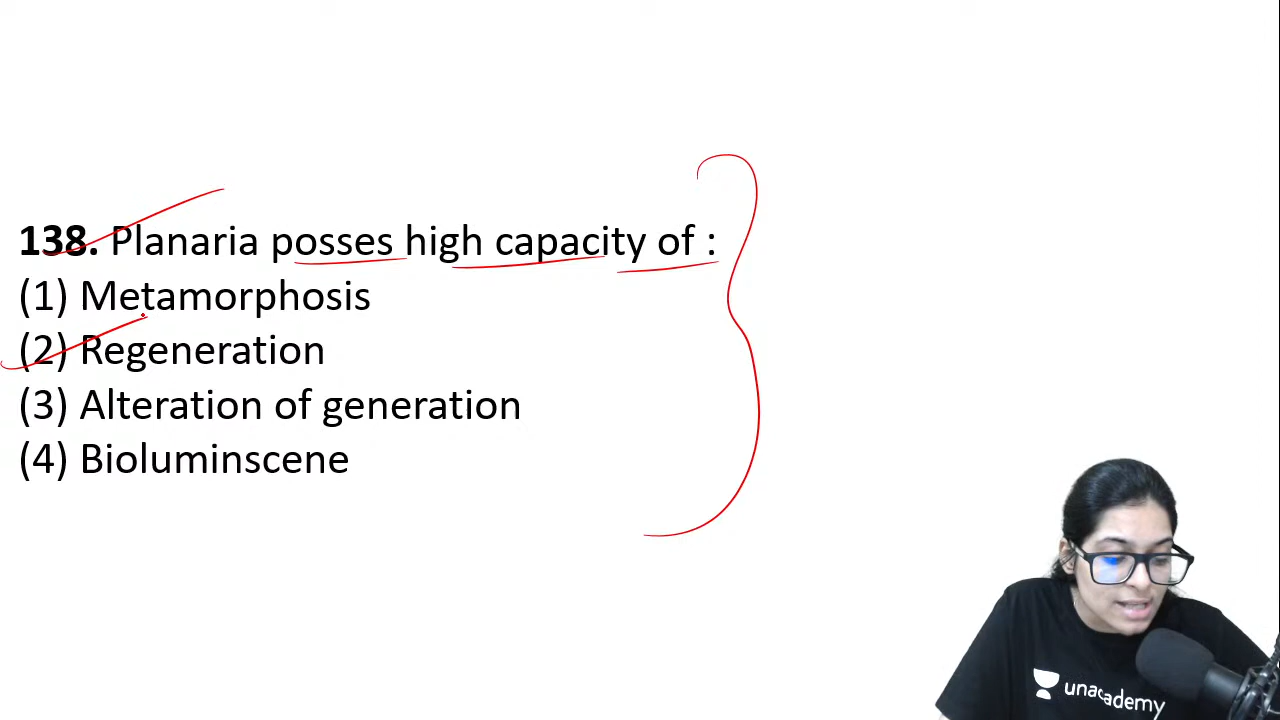 138. Planaria posses high capacity of :
(1) Metamorphosis
(2) Regeneration
(3) Alteration of generation
(4) Bioluminscene
unacademy